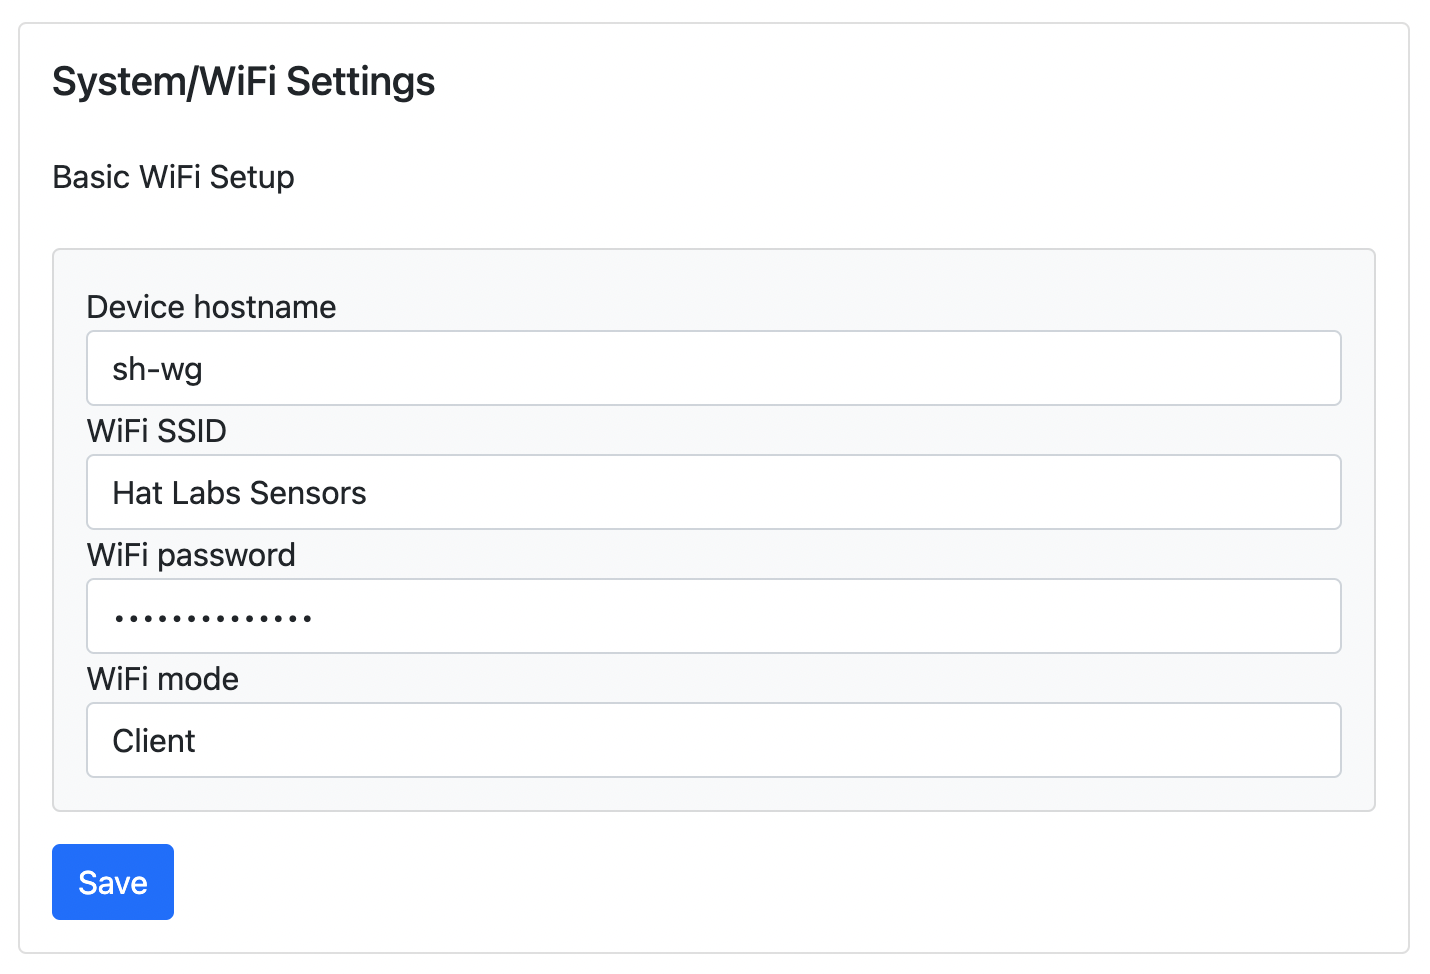 System/WiFi Settings
Basic WiFi Setup
Device hostname
sh-wg
WiFi SSID
Hat Labs Sensors
WiFi password
••••••••••••••
WiFi mode
Client
Save